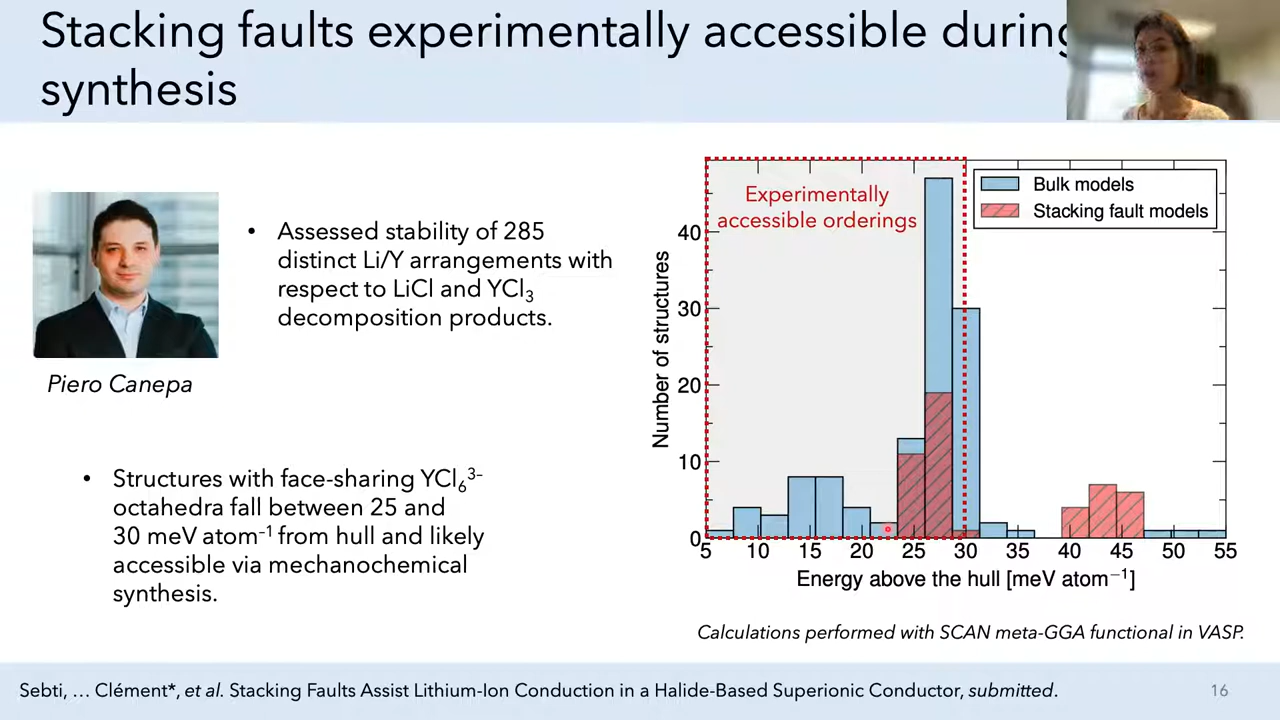 Stacking faults experimentally accessible during
synthesis
Piero Canepa
• Assessed stability of 285
distinct Li/Y arrangements with
respect to LiCl and YCl₃
decomposition products.
• Structures with face-sharing YCl₆³⁻
octahedra fall between 25 and
30 meV atom⁻¹ from hull and likely
accessible via mechanochemical
synthesis.
Experimentally
accessible orderings
Bulk models
Stacking fault models
Number of structures
40
30
20
10
0
5 10 15 20 25 30 35 40 45 50 55
Energy above the hull [meV atom⁻¹]
Calculations performed with SCAN meta-GGA functional in VASP.
Sebti, … Clément*, et al. Stacking Faults Assist Lithium-Ion Conduction in a Halide-Based Superionic Conductor, submitted.
16